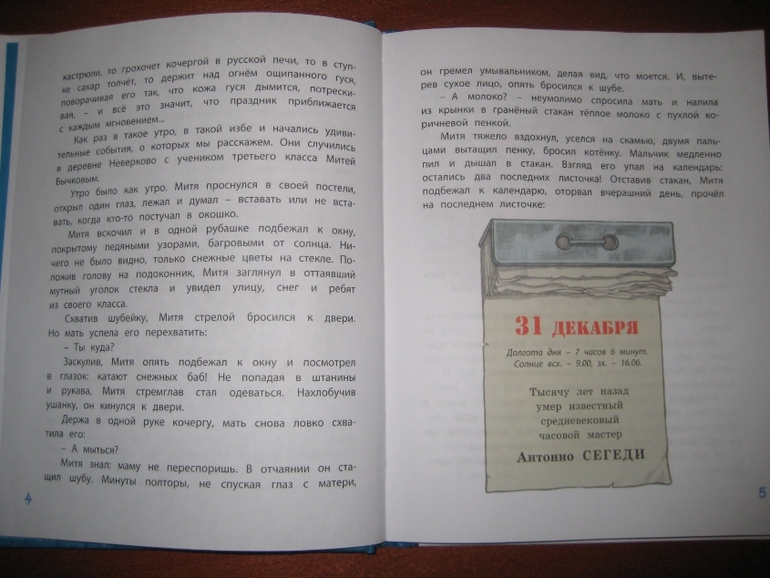 кастрюли, то грохочет кочергой в русской печи, то в ступ-
ке сахар толчёт, то держит над огнём ощипанного гуся,
поворачивая его так, что кожа гуся дымится, потрески-
вая, – и всё это значит, что праздник приближается
с каждым мгновением...
Как раз в такое утро, в такой избе и начались удиви-
тельные события, о которых мы расскажем. Они случились
в деревне Неверково с учеником третьего класса Митей
Бычковым.
Утро было как утро. Митя проснулся в своей постели,
открыл один глаз, лежал и думал – вставать или не вста-
вать, когда кто-то постучал в окошко.
Митя вскочил и в одной рубашке подбежал к окну,
покрытому ледяными узорами, багровыми от солнца. Ни-
чего не было видно, только снежные цветы на стекле. По-
ложив голову на подоконник, Митя заглянул в оттаявший
мутный уголок стекла и увидел улицу, снег и ребят
из своего класса.
Схватив шубейку, Митя стрелой бросился к двери.
Но мать успела его перехватить:
– Ты куда?
Заскулив, Митя опять подбежал к окну и посмотрел
в глазок: катают снежных баб! Не попадая в штанины
и рукава, Митя стремглав стал одеваться. Нахлобучив
ушанку, он кинулся к двери.
Держа в одной руке кочергу, мать снова ловко схва-
тила его:
– А мыться?
Митя знал: маму не переспоришь. В отчаянии он ста-
щил шубу. Минуты полторы, не спуская глаз с матери,
4
он гремел умывальником, делая вид, что моется. И, выте-
рев сухое лицо, опять бросился к шубе.
– А молоко? – неумолимо спросила мать и налила
из крынки в гранёный стакан тёплое молоко с пухлой ко-
ричневой пенкой.
Митя тяжело вздохнул, уселся на скамью, двумя паль-
цами вытащил пенку, бросил котёнку. Мальчик медленно
пил и дышал в стакан. Взгляд его упал на календарь:
остались два последних листочка! Отставив стакан, Митя
подбежал к календарю, оторвал вчерашний день, прочёл
на последнем листочке:
31 ДЕКАБРЯ
Долгота дня – 7 часов 6 минут.
Солнце вск. – 9.00, зх. – 16.06.
Тысячу лет назад
умер известный
средневековый
часовой мастер
Антонио СЕГЕДИ
5